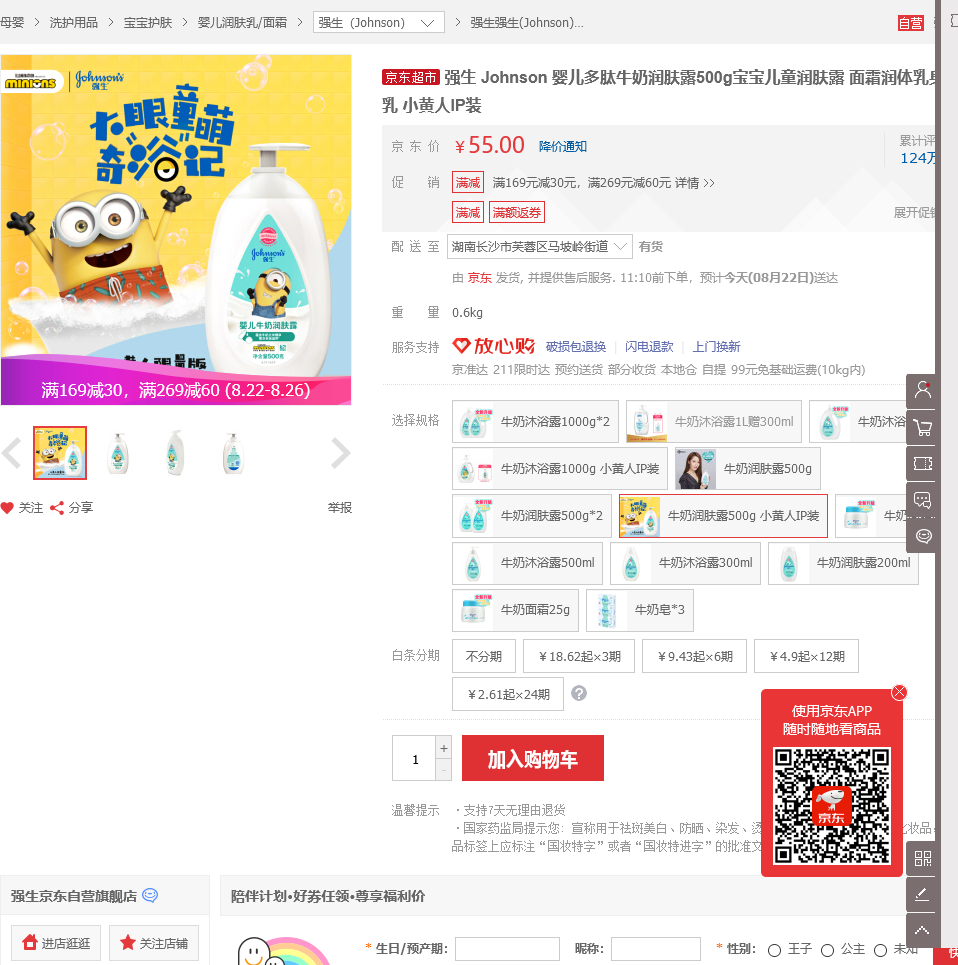 母婴 > 洗护用品 > 宝宝护肤 > 婴儿润肤乳/面霜 > 强生（Johnson） > 强生强生(Johnson)...
自营
MINIONS Johnson's 强生
大眼童萌
奇浴记
Johnson's
强生
婴儿牛奶润肤露
净含量500克
满169减30，满269减60 (8.22-8.26)
关注 分享 举报
京东超市 强生 Johnson 婴儿多肽牛奶润肤露500g宝宝儿童润肤露 面霜润体乳身
乳 小黄人IP装
京东价 ￥55.00 降价通知
累计评
124万
促销 满减 满169元减30元，满269元减60元 详情 >>
满减 满额返券
展开促销
配送至 湖南长沙市芙蓉区马坡岭街道 有货
由 京东 发货, 并提供售后服务. 11:10前下单，预计今天(08月22日)送达
重量 0.6kg
服务支持 放心购 破损包退换 闪电退款 上门换新
京准达 211限时达 预约送货 部分收货 本地仓 自提 99元免基础运费(10kg内)
选择规格 牛奶沐浴露1000g*2 牛奶沐浴露1L赠300ml 牛奶沐浴
牛奶沐浴露1000g 小黄人IP装 牛奶润肤露500g
牛奶润肤露500g*2 牛奶润肤露500g 小黄人IP装 牛奶
牛奶沐浴露500ml 牛奶沐浴露300ml 牛奶润肤露200ml
牛奶面霜25g 牛奶皂*3
白条分期 不分期 ￥18.62起×3期 ￥9.43起×6期 ￥4.9起×12期
￥2.61起×24期 ?
使用京东APP
随时随地看商品
京东
1 + - 加入购物车
温馨提示 ·支持7天无理由退货
·国家药监局提示您：宣称用于祛斑美白、防晒、染发、烫 化妆品
品标签上应标注“国妆特字”或者“国妆特进字”的批准文
强生京东自营旗舰店
进店逛逛 关注店铺
陪伴计划•好券任领•尊享福利价
* 生日/预产期： 昵称： * 性别： 王子 公主 未知